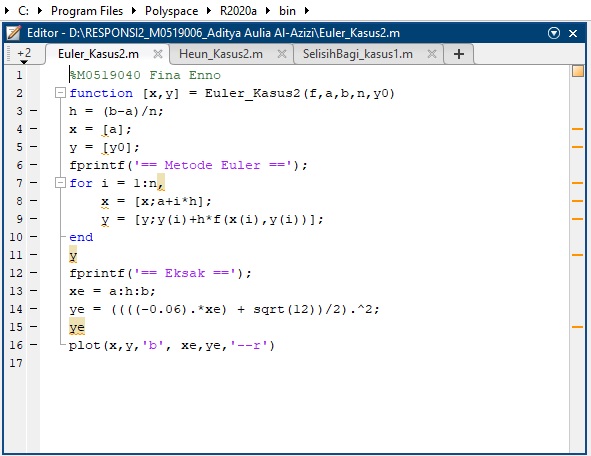 C: Program Files Polyspace R2020a bin
Editor - D:\RESPONSI2_M0519006_Aditya Aulia Al-Azizi\Euler_Kasus2.m
+2 Euler_Kasus2.m Heun_Kasus2.m SelisihBagi_kasus1.m
1 %M0519040 Fina Enno
2 function [x,y] = Euler_Kasus2(f,a,b,n,y0)
3 h = (b-a)/n;
4 x = [a];
5 y = [y0];
6 fprintf('== Metode Euler ==');
7 for i = 1:n,
8 x = [x;a+i*h];
9 y = [y;y(i)+h*f(x(i),y(i))];
10 end
11 y
12 fprintf('== Eksak ==');
13 xe = a:h:b;
14 ye = ((((-0.06).*xe) + sqrt(12))/2).^2;
15 ye
16 plot(x,y,'b', xe,ye,'--r')
17